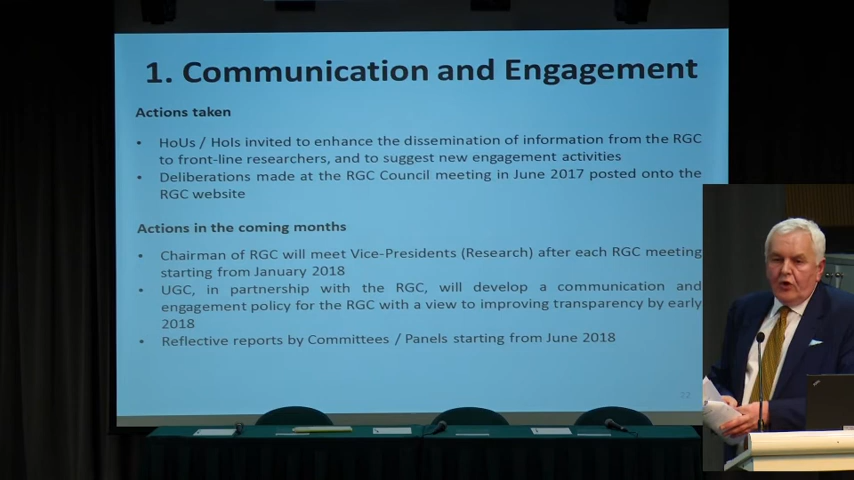 1. Communication and Engagement
Actions taken
• HoUs / HoIs invited to enhance the dissemination of information from the RGC
to front-line researchers, and to suggest new engagement activities
• Deliberations made at the RGC Council meeting in June 2017 posted onto the
RGC website
Actions in the coming months
• Chairman of RGC will meet Vice-Presidents (Research) after each RGC meeting
starting from January 2018
• UGC, in partnership with the RGC, will develop a communication and
engagement policy for the RGC with a view to improving transparency by early
2018
• Reflective reports by Committees / Panels starting from June 2018
22